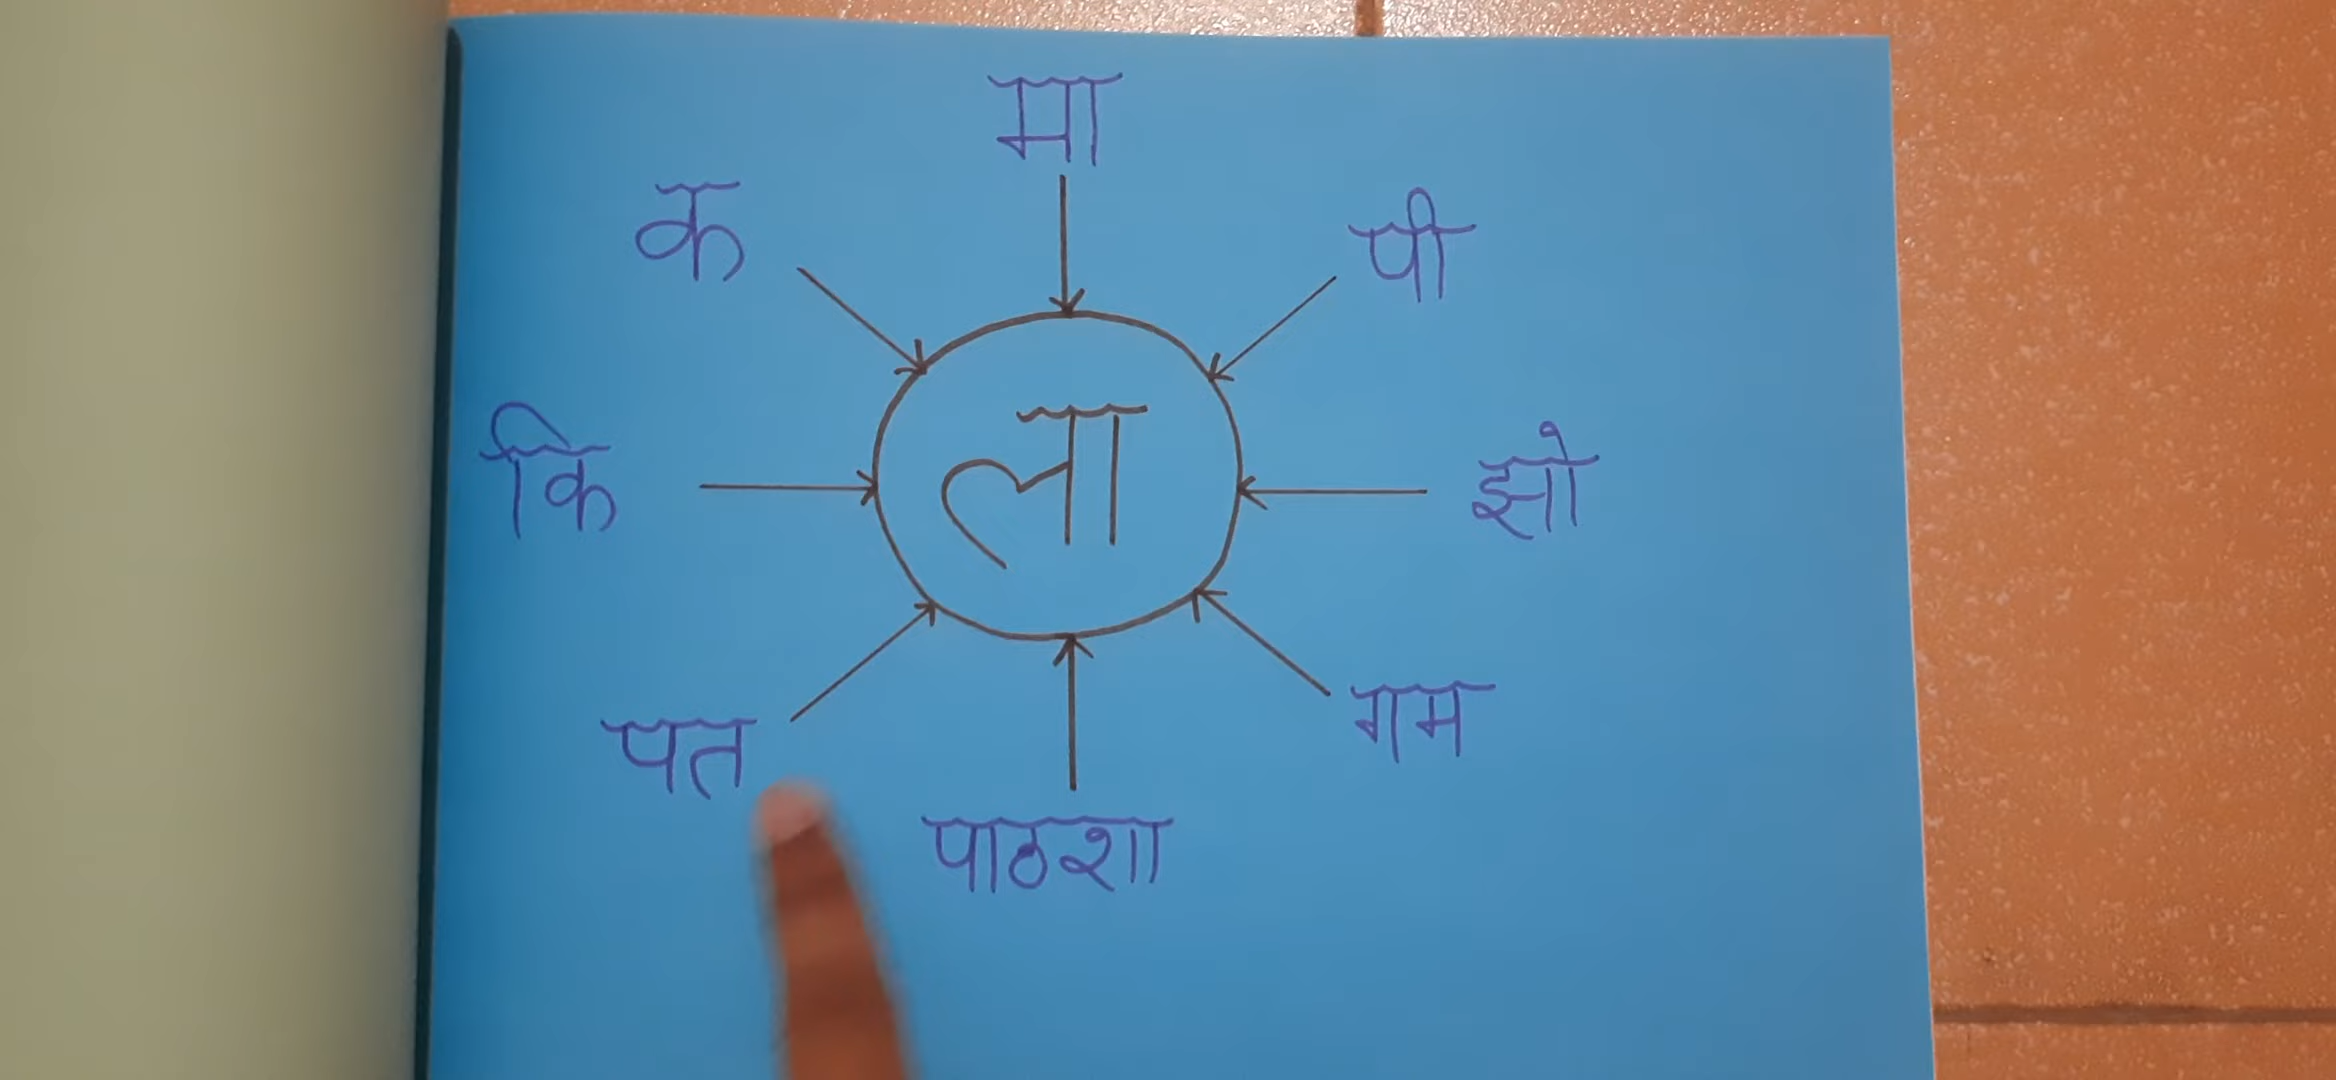 मा
क
पी
कि
ला
झो
पत
गम
पाठशा